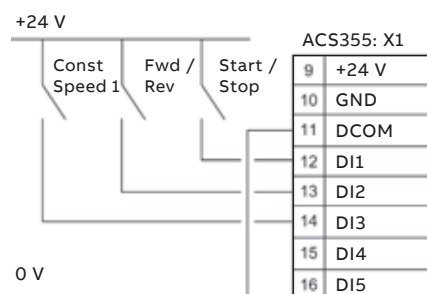 +24 V
Const
Speed 1
Fwd /
Rev
Start /
Stop
0 V
ACS355: X1
9 +24 V
10 GND
11 DCOM
12 DI1
13 DI2
14 DI3
15 DI4
16 DI5